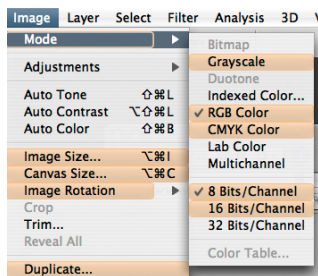 Image Layer Select Filter Analysis 3D
Mode
Adjustments
Auto Tone ⇧⌘L
Auto Contrast ⌥⇧⌘L
Auto Color ⇧⌘B
Image Size... ⌥⌘I
Canvas Size... ⌥⌘C
Image Rotation
Crop
Trim...
Reveal All
Duplicate...
Bitmap
Grayscale
Duotone
Indexed Color...
✓ RGB Color
CMYK Color
Lab Color
Multichannel
✓ 8 Bits/Channel
16 Bits/Channel
32 Bits/Channel
Color Table...